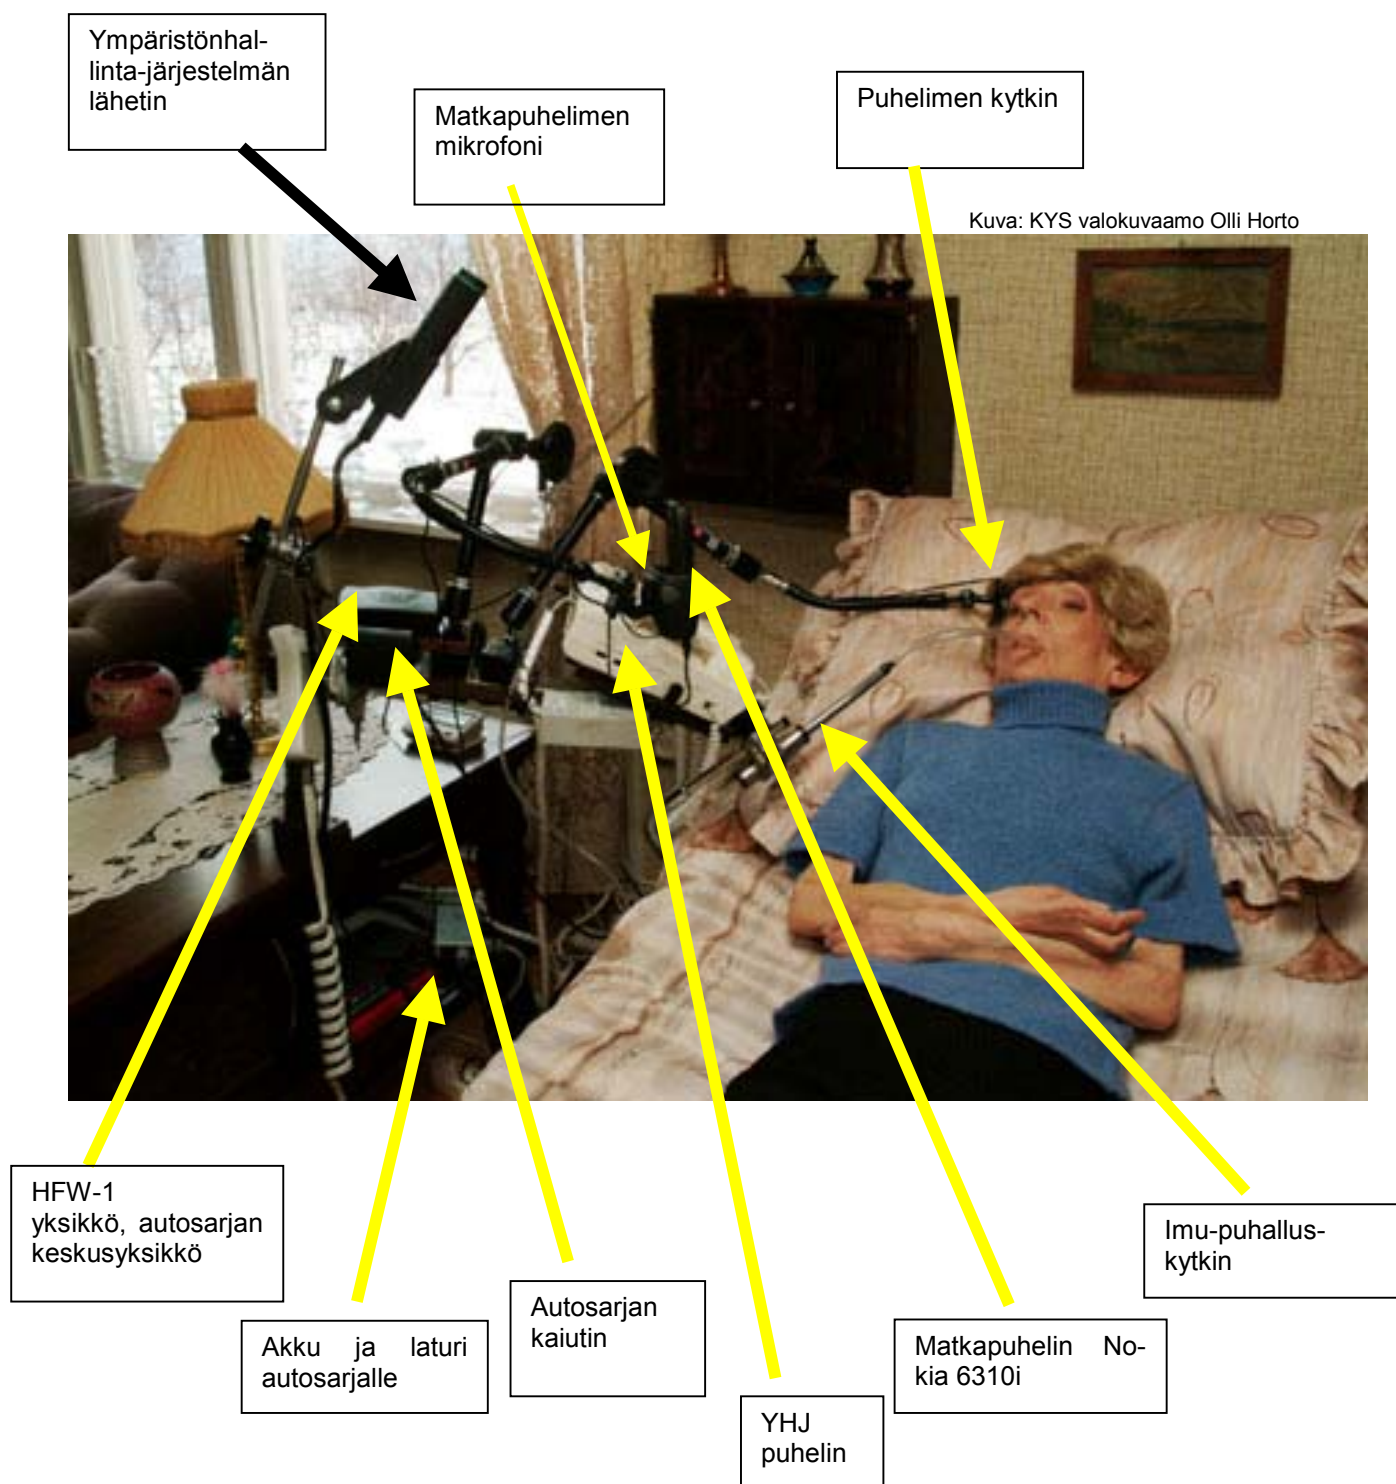 Ympäristönhal-
linta-järjestelmän
lähetin
Matkapuhelimen
mikrofoni
Puhelimen kytkin
Kuva: KYS valokuvaamo Olli Horto
HFW-1
yksikkö, autosarjan
keskusyksikkö
Akku ja laturi
autosarjalle
Autosarjan
kaiutin
YHJ
puhelin
Matkapuhelin No-
kia 6310i
Imu-puhallus-
kytkin